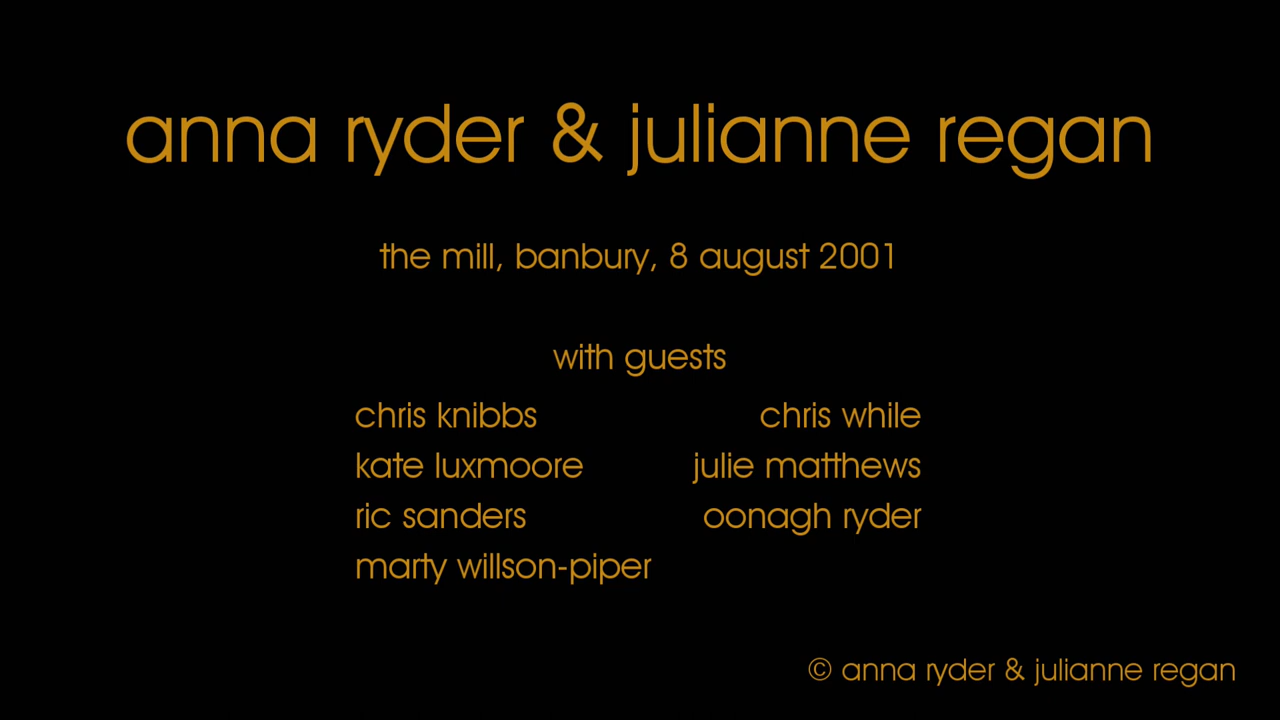 anna ryder & julianne regan
the mill, banbury, 8 august 2001
with guests
chris knibbs
kate luxmoore
ric sanders
marty willson-piper
chris while
julie matthews
oonagh ryder
© anna ryder & julianne regan